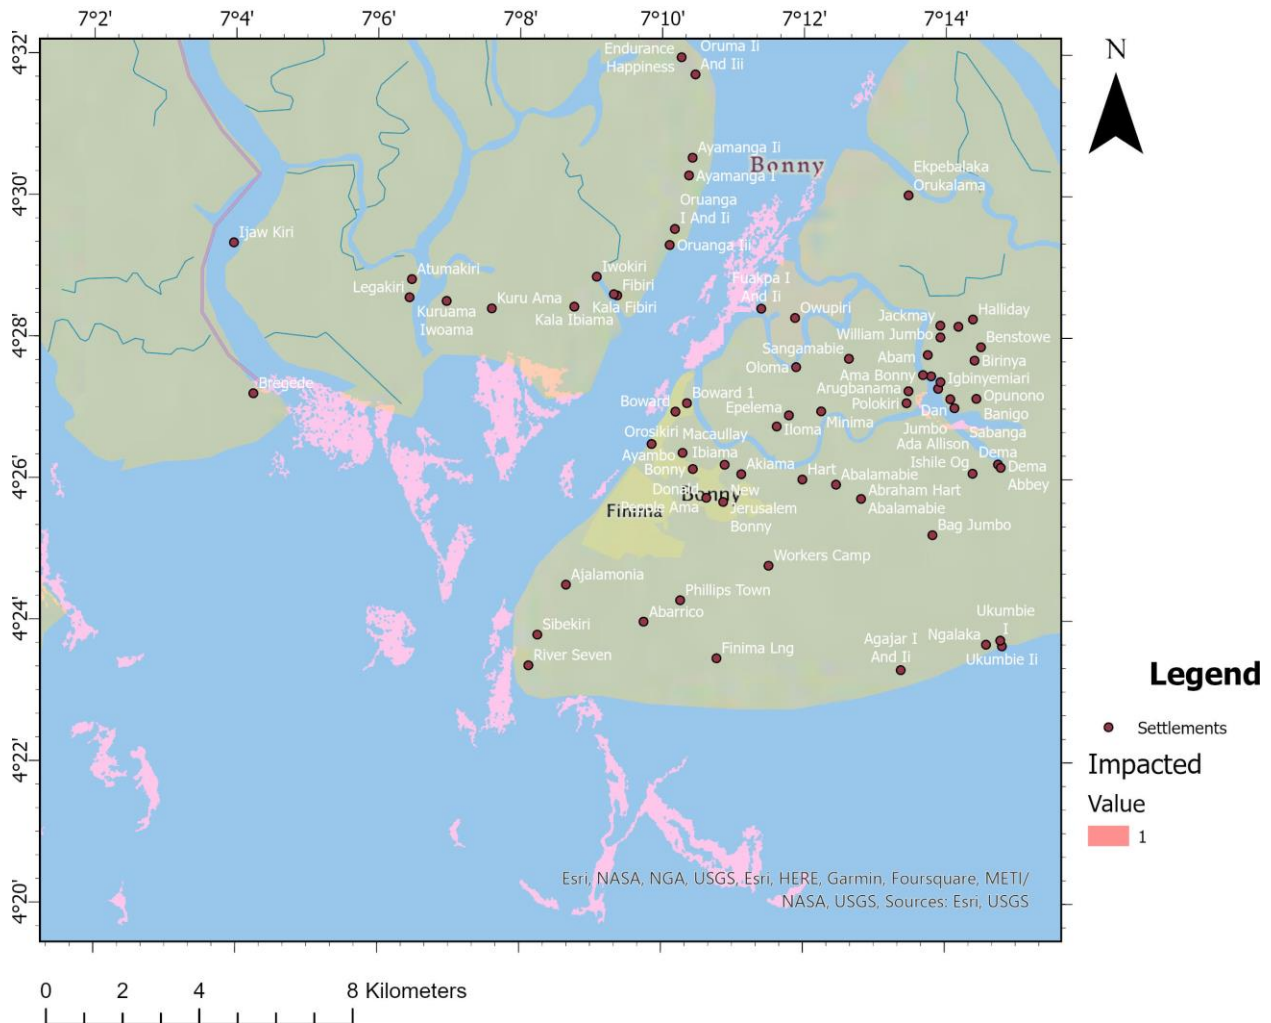 7°2' 7°4' 7°6' 7°8' 7°10' 7°12' 7°14'
4°32'
4°30'
4°28'
4°26'
4°24'
4°22'
4°20'
N
Endurance
Happiness
Oruma Ii
And Iii
Ayamanga Ii
Bonny
Ayamanga I
Ekpebalaka
Orukalama
Oruanga
I And Ii
Oruanga Iii
Ijaw Kiri
Atumakiri
Legakiri
Kuruama
Iwoama
Kuru Ama
Iwokiri
Fibiri
Kala Fibiri
Kala Ibiama
Fuakpa I
And Ii
Owupiri
Jackmay
Halliday
William Jumbo
Benstowe
Sangamabie
Oloma
Abam
Birinya
Ama Bonny
Igbinyemiari
Arugbanama
Opunono
Polokiri
Dan
Jumbo
Banigo
Sabanga
Bregede
Boward
Boward 1
Epelema
Iloma
Minima
Orosikiri
Macaullay
Ayambo
Ibiama
Bonny
Akiama
Hart
Abalamabie
Abraham Hart
Abalamabie
Ada Allison
Ishile Og
Dema
Dema
Abbey
Donald
People Ama
Bonny
New
Jerusalem
Bonny
Finima
Bag Jumbo
Workers Camp
Ajalamonia
Phillips Town
Abarrico
Sibekiri
River Seven
Finima Lng
Agajar I
And Ii
Ngalaka
Ukumbie
I
Ukumbie Ii
Esri, NASA, NGA, USGS, Esri, HERE, Garmin, Foursquare, METI/
NASA, USGS, Sources: Esri, USGS
Legend
Settlements
Impacted
Value
1
0 2 4 8 Kilometers